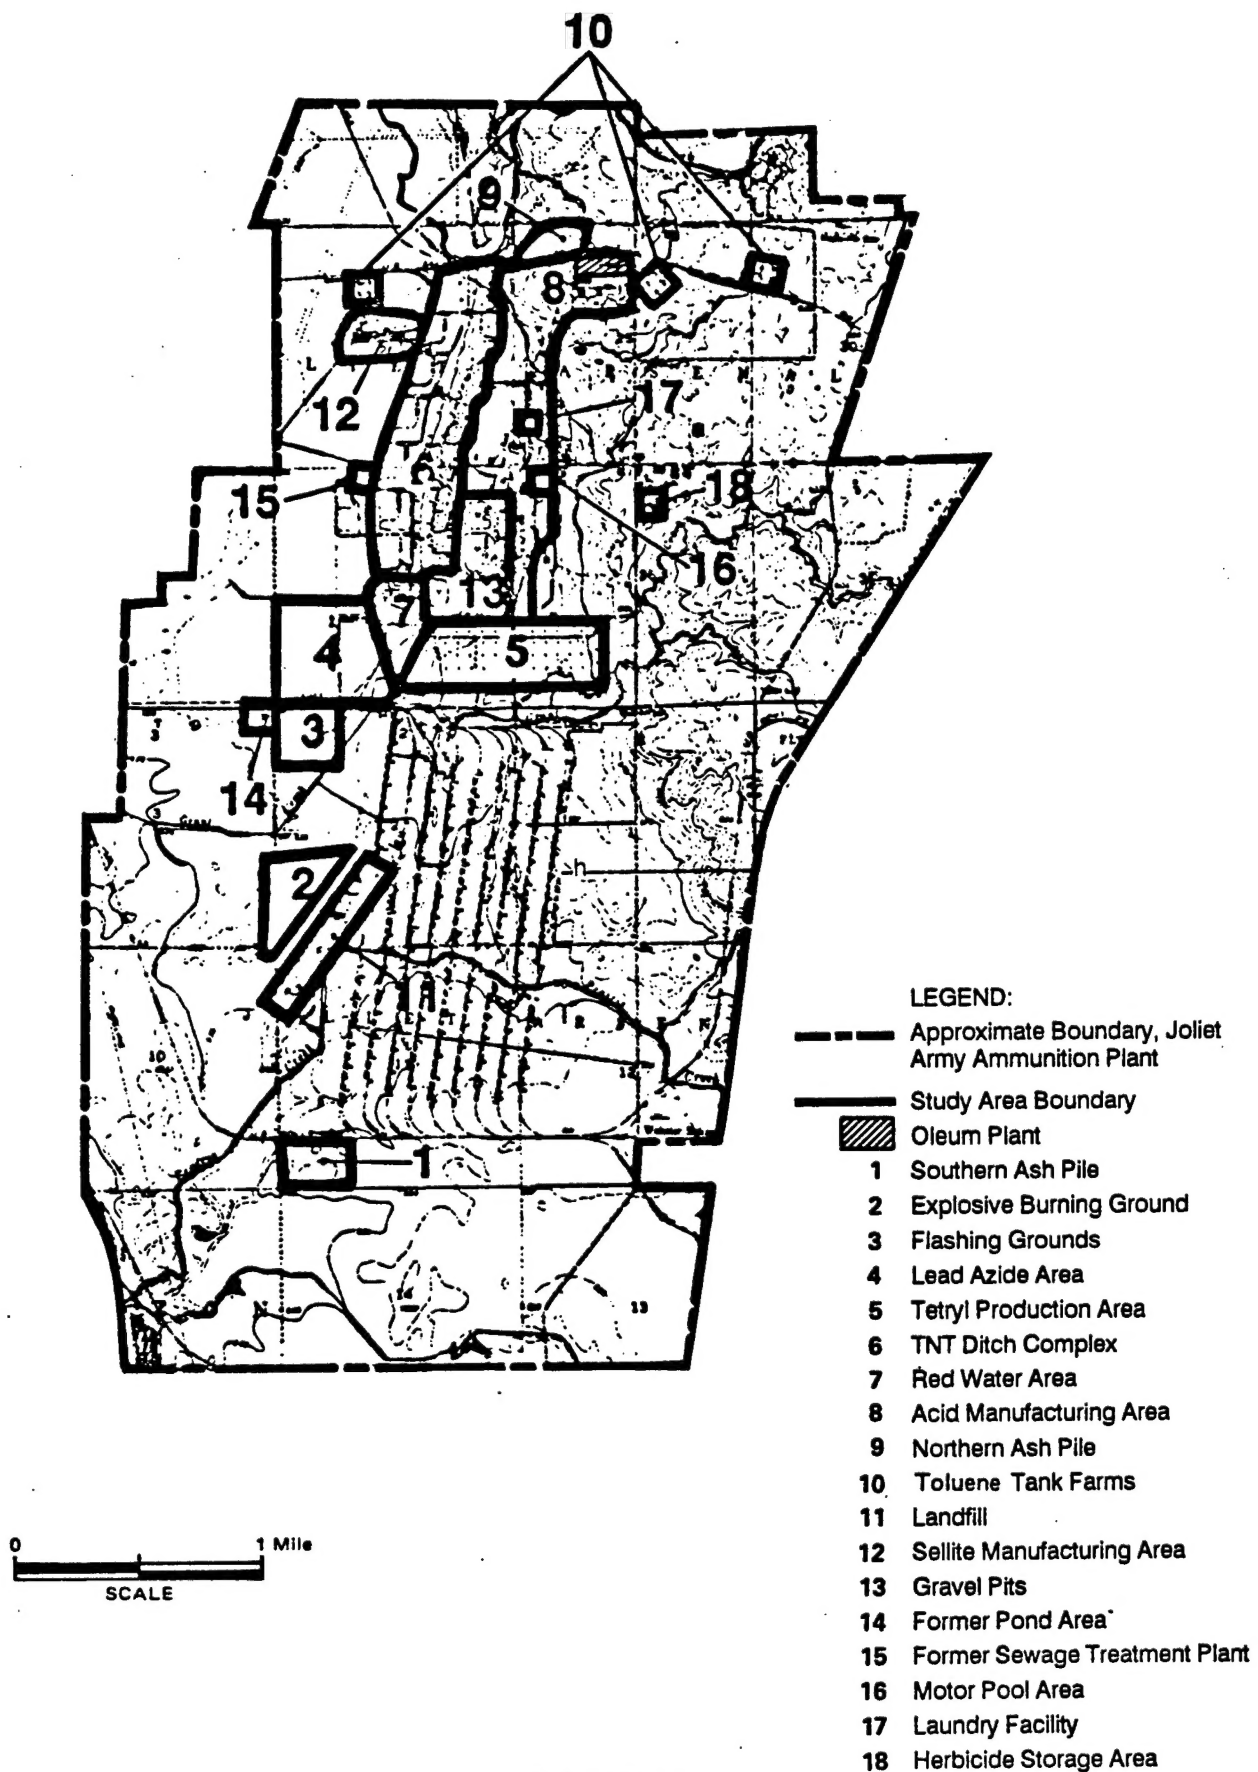 10
9
8
12
17
15
18
16
7
13
4
5
3
14
2
11
1
14
13
10
LEGEND:
Approximate Boundary, Joliet
Army Ammunition Plant
Study Area Boundary
Oleum Plant
1 Southern Ash Pile
2 Explosive Burning Ground
3 Flashing Grounds
4 Lead Azide Area
5 Tetryl Production Area
6 TNT Ditch Complex
7 Red Water Area
8 Acid Manufacturing Area
9 Northern Ash Pile
10 Toluene Tank Farms
11 Landfill
12 Sellite Manufacturing Area
13 Gravel Pits
14 Former Pond Area
15 Former Sewage Treatment Plant
16 Motor Pool Area
17 Laundry Facility
18 Herbicide Storage Area
0 1 Mile
SCALE